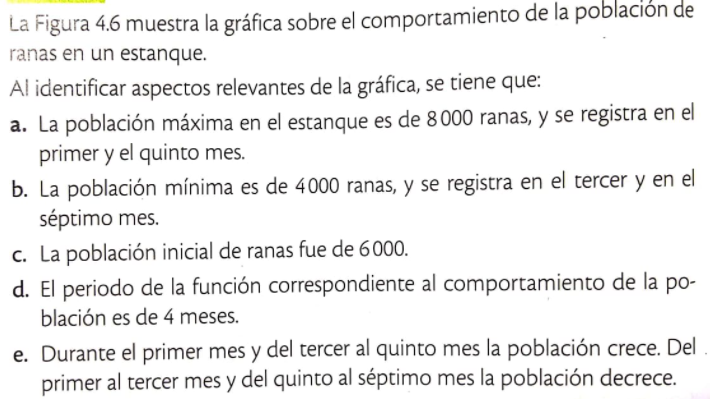 La Figura 4.6 muestra la gráfica sobre el comportamiento de la población de
ranas en un estanque.
Al identificar aspectos relevantes de la gráfica, se tiene que:
a. La población máxima en el estanque es de 8 000 ranas, y se registra en el
primer y el quinto mes.
b. La población mínima es de 4 000 ranas, y se registra en el tercer y en el
séptimo mes.
c. La población inicial de ranas fue de 6 000.
d. El periodo de la función correspondiente al comportamiento de la po-
blación es de 4 meses.
e. Durante el primer mes y del tercer al quinto mes la población crece. Del
primer al tercer mes y del quinto al séptimo mes la población decrece.